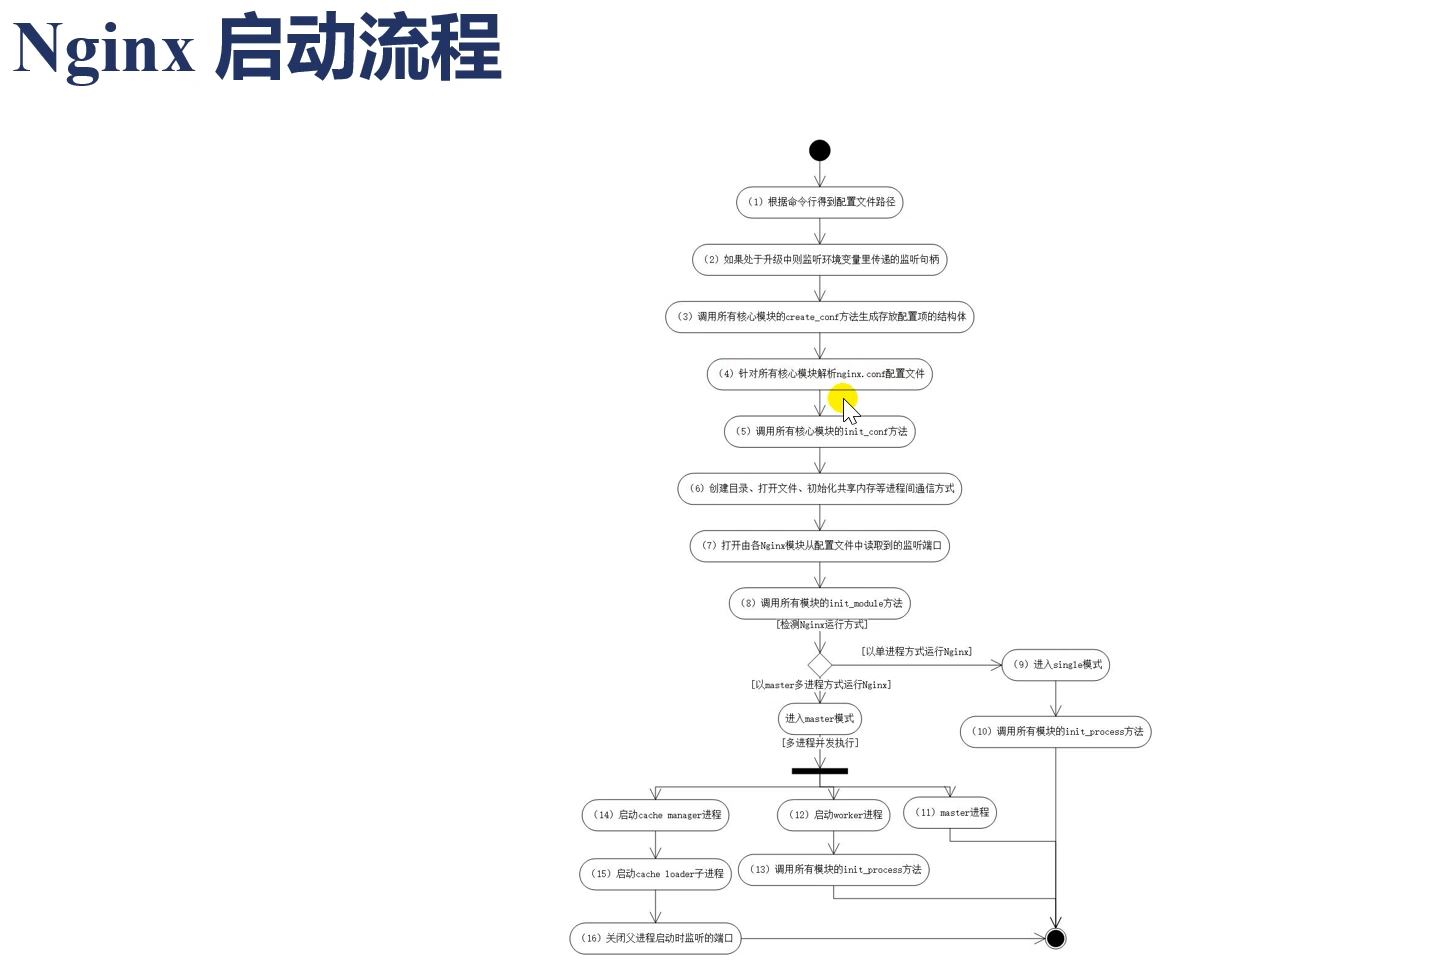 Nginx 启动流程
（1）根据命令行得到配置文件路径
（2）如果处于升级中则监听环境变量里传递的监听句柄
（3）调用所有核心模块的create_conf方法生成存放配置项的结构体
（4）针对所有核心模块解析nginx.conf配置文件
（5）调用所有核心模块的init_conf方法
（6）创建目录、打开文件、初始化共享内存等进程间通信方式
（7）打开由各Nginx模块从配置文件中读取到的监听端口
（8）调用所有模块的init_module方法
[检测Nginx运行方式]
[以单进程方式运行Nginx]
（9）进入single模式
[以master多进程方式运行Nginx]
进入master模式
（10）调用所有模块的init_process方法
[多进程并发执行]
（14）启动cache manager进程
（12）启动worker进程
（11）master进程
（15）启动cache loader子进程
（13）调用所有模块的init_process方法
（16）关闭父进程启动时监听的端口